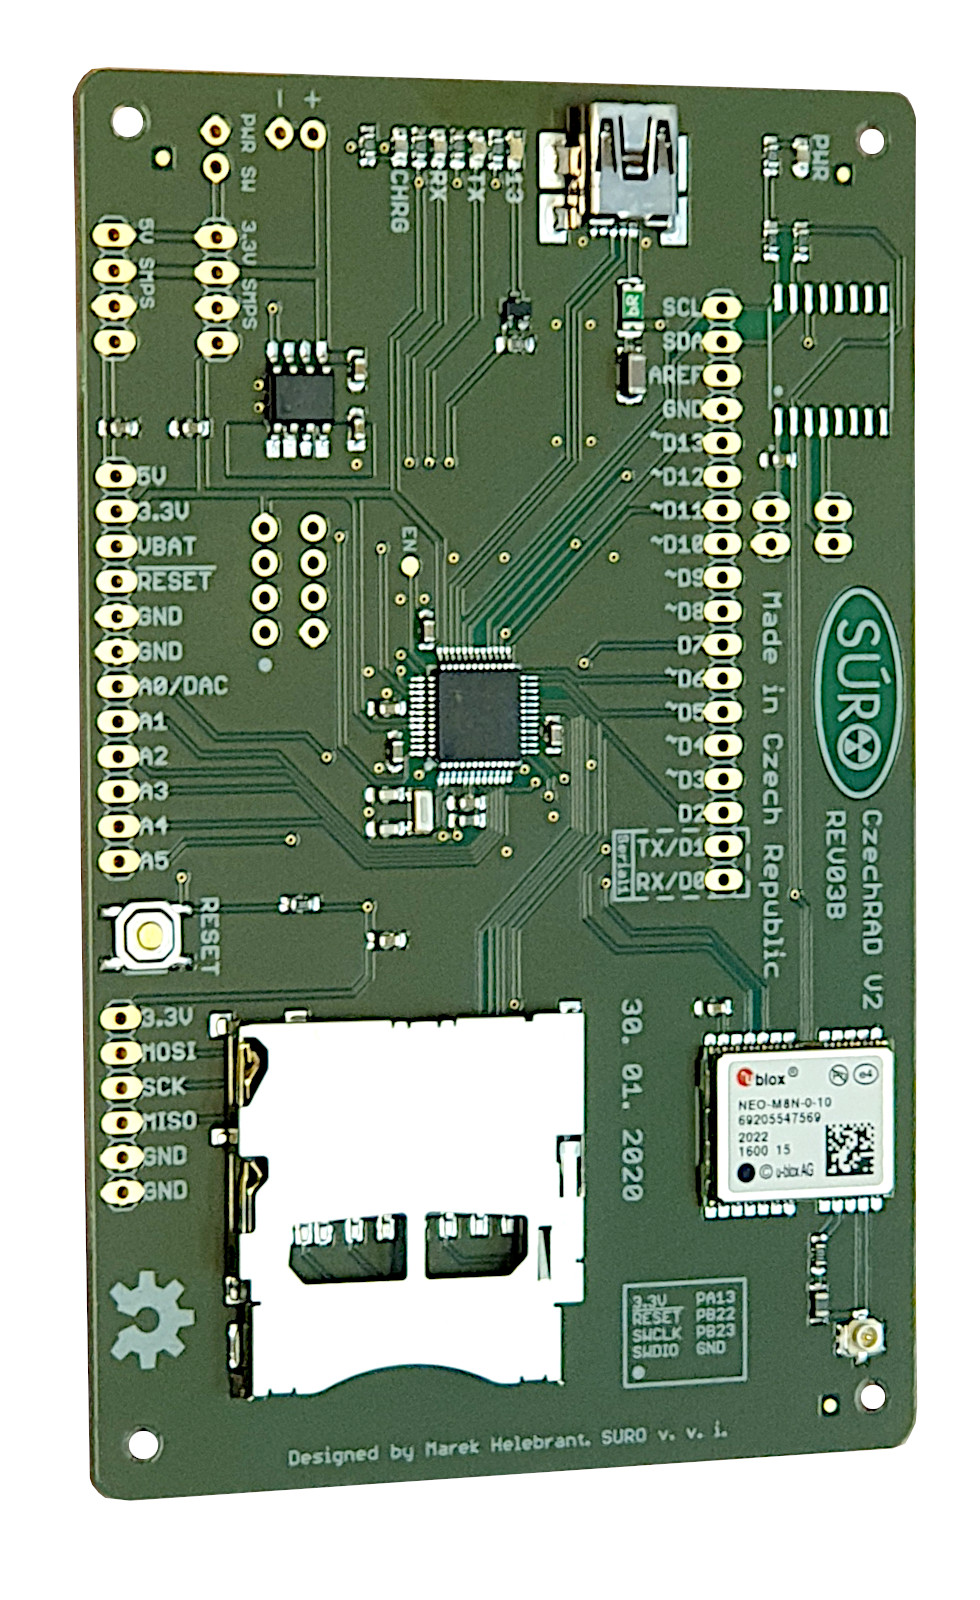 - +
PWR SW
CHRG
RX
TX
13
PWR
5V SMPS
3.3V SMPS
SCL
SDA
AREF
GND
~D13
~D12
~D11
~D10
~D9
~D8
D7
~D6
~D5
~D4
~D3
D2
TX/D1
RX/D0
Serial1
5V
3.3V
VBAT
RESET
GND
GND
A0/DAC
A1
A2
A3
A4
A5
EN
RESET
3.3V
MOSI
SCK
MISO
GND
GND
Made in Czech Republic
SÚRO
CzechRAD V2
REV03B
30. 01. 2020
ublox®
e4
NEO-M8N-0-10
69205547569
2022
1600 15
© u-blox AG
3.3V PA13
RESET PB22
SWCLK PB23
SWDIO GND
Designed by Marek Helebrant. SURO v. v. i.